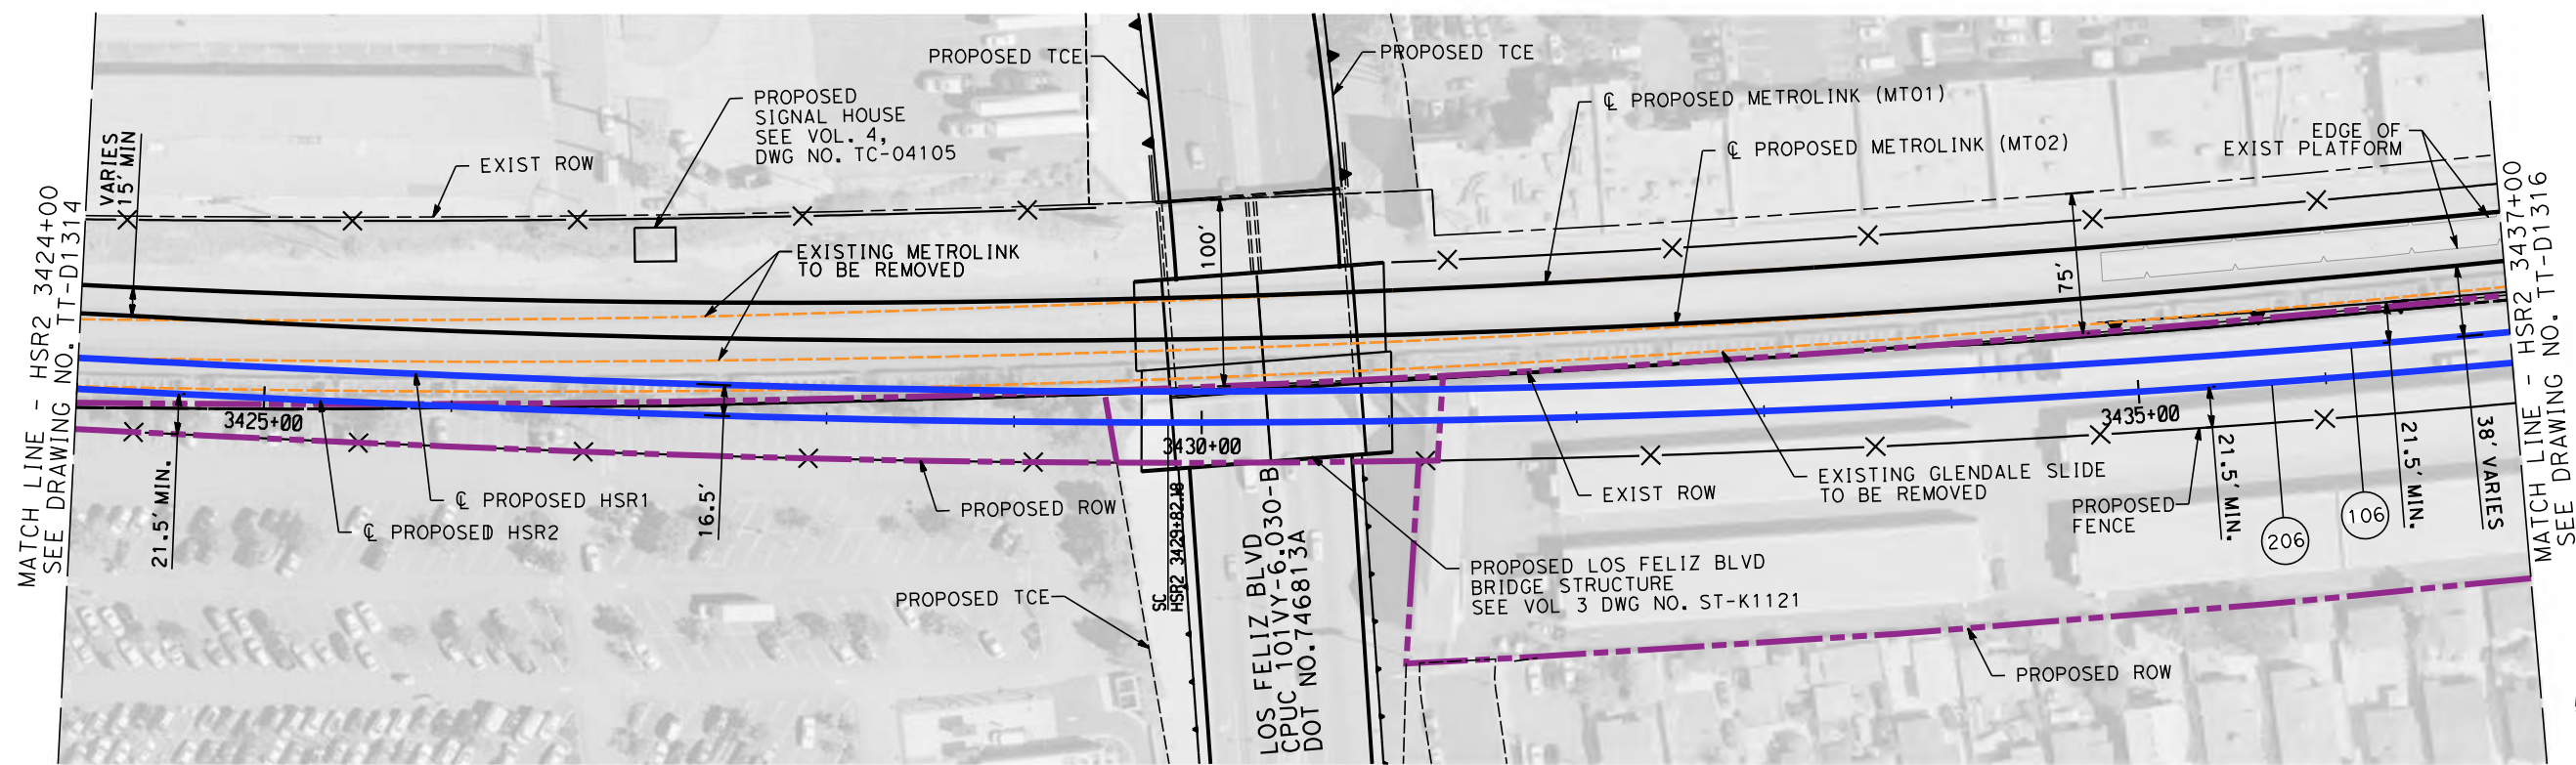 MATCH LINE - HSR2 3424+00
SEE DRAWING NO. TT-D1314
VARIES
15' MIN
EXIST ROW
PROPOSED
SIGNAL HOUSE
SEE VOL. 4,
DWG NO. TC-04105
PROPOSED TCE
PROPOSED TCE
℄ PROPOSED METROLINK (MT01)
℄ PROPOSED METROLINK (MT02)
EDGE OF
EXIST PLATFORM
EXISTING METROLINK
TO BE REMOVED
100'
75'
3425+00
3430+00
3435+00
21.5' MIN.
℄ PROPOSED HSR1
℄ PROPOSED HSR2
16.5'
PROPOSED ROW
PROPOSED TCE
SC
HSR2 3429+82.18
LOS FELIZ BLVD
CPUC 101VY-6.030-B
DOT NO.746813A
PROPOSED LOS FELIZ BLVD
BRIDGE STRUCTURE
SEE VOL 3 DWG NO. ST-K1121
EXIST ROW
EXISTING GLENDALE SLIDE
TO BE REMOVED
PROPOSED
FENCE
21.5' MIN.
206
106
21.5' MIN.
38' VARIES
PROPOSED ROW
MATCH LINE - HSR2 3437+00
SEE DRAWING NO. TT-D1316